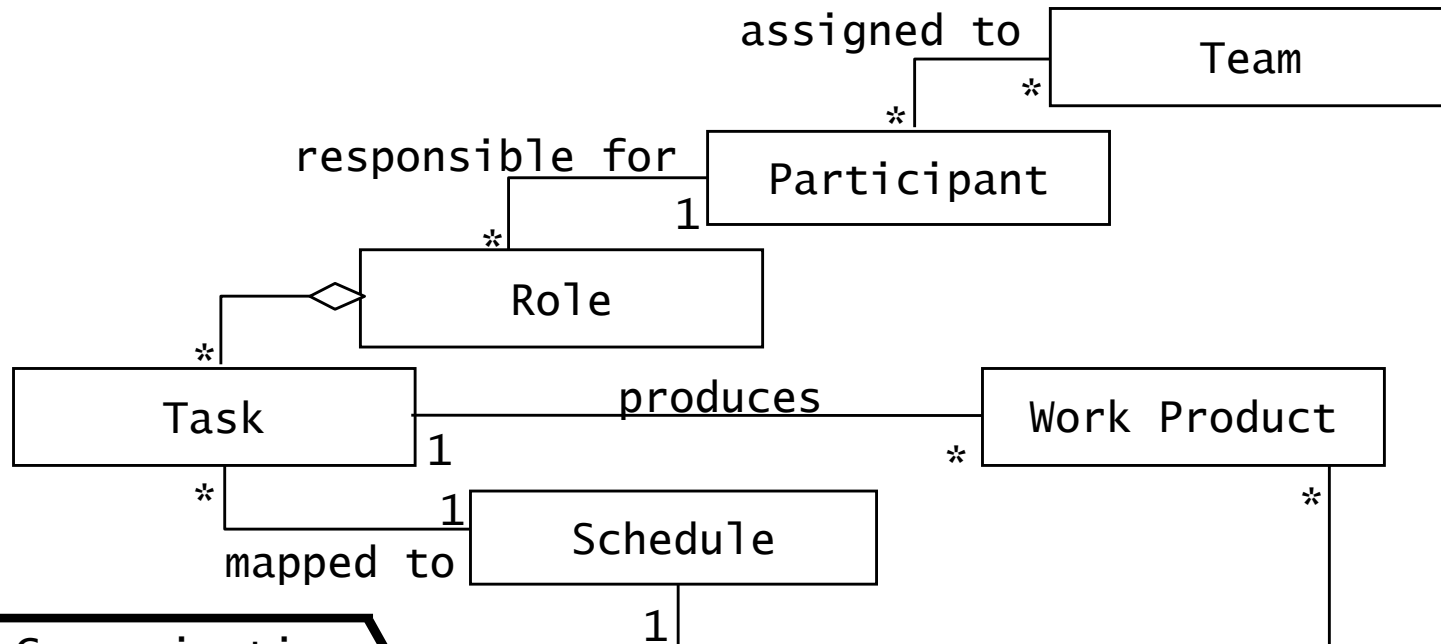 assigned to
Team
*
*
responsible for
Participant
1
*
Role
*
Task
produces
Work Product
1
*
*
1
*
Schedule
mapped to
1